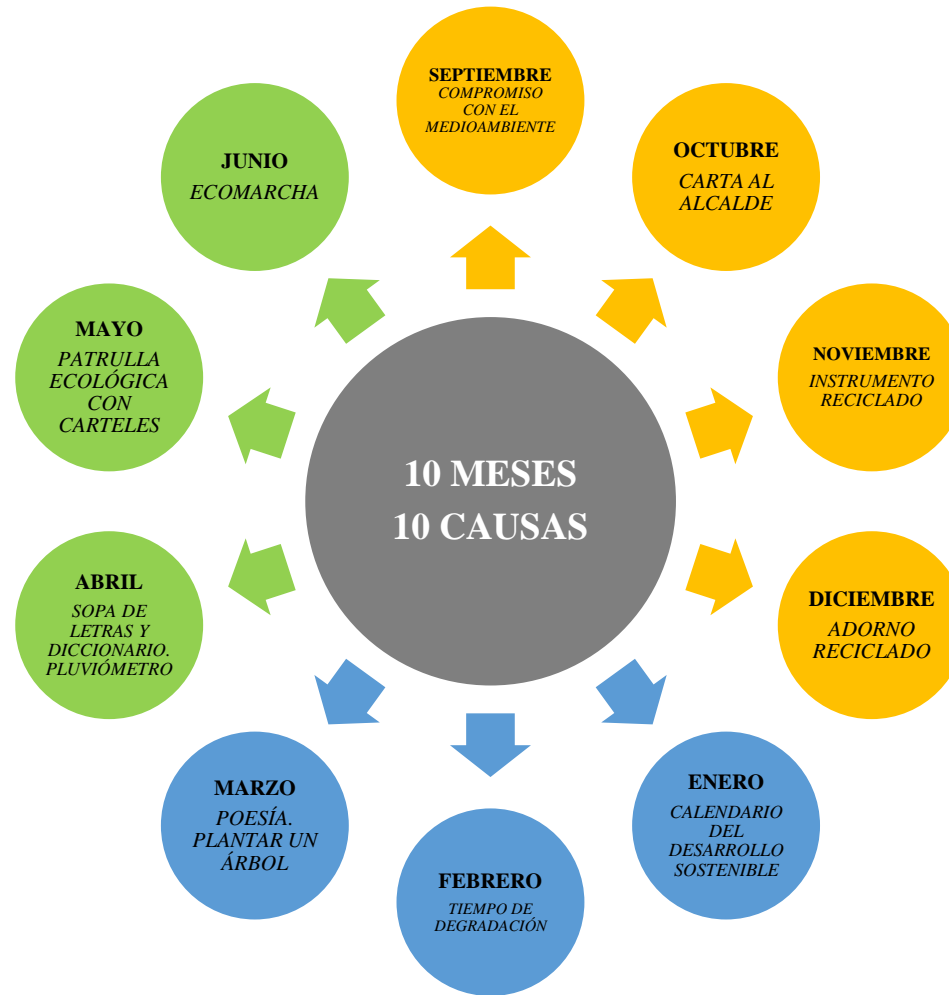 SEPTIEMBRE
COMPROMISO
CON EL
MEDIOAMBIENTE
OCTUBRE
CARTA AL
ALCALDE
NOVIEMBRE
INSTRUMENTO
RECICLADO
DICIEMBRE
ADORNO
RECICLADO
ENERO
CALENDARIO
DEL
DESARROLLO
SOSTENIBLE
FEBRERO
TIEMPO DE
DEGRADACIÓN
MARZO
POESÍA.
PLANTAR UN
ÁRBOL
ABRIL
SOPA DE
LETRAS Y
DICCIONARIO.
PLUVIÓMETRO
MAYO
PATRULLA
ECOLÓGICA
CON
CARTELES
JUNIO
ECOMARCHA
10 MESES
10 CAUSAS